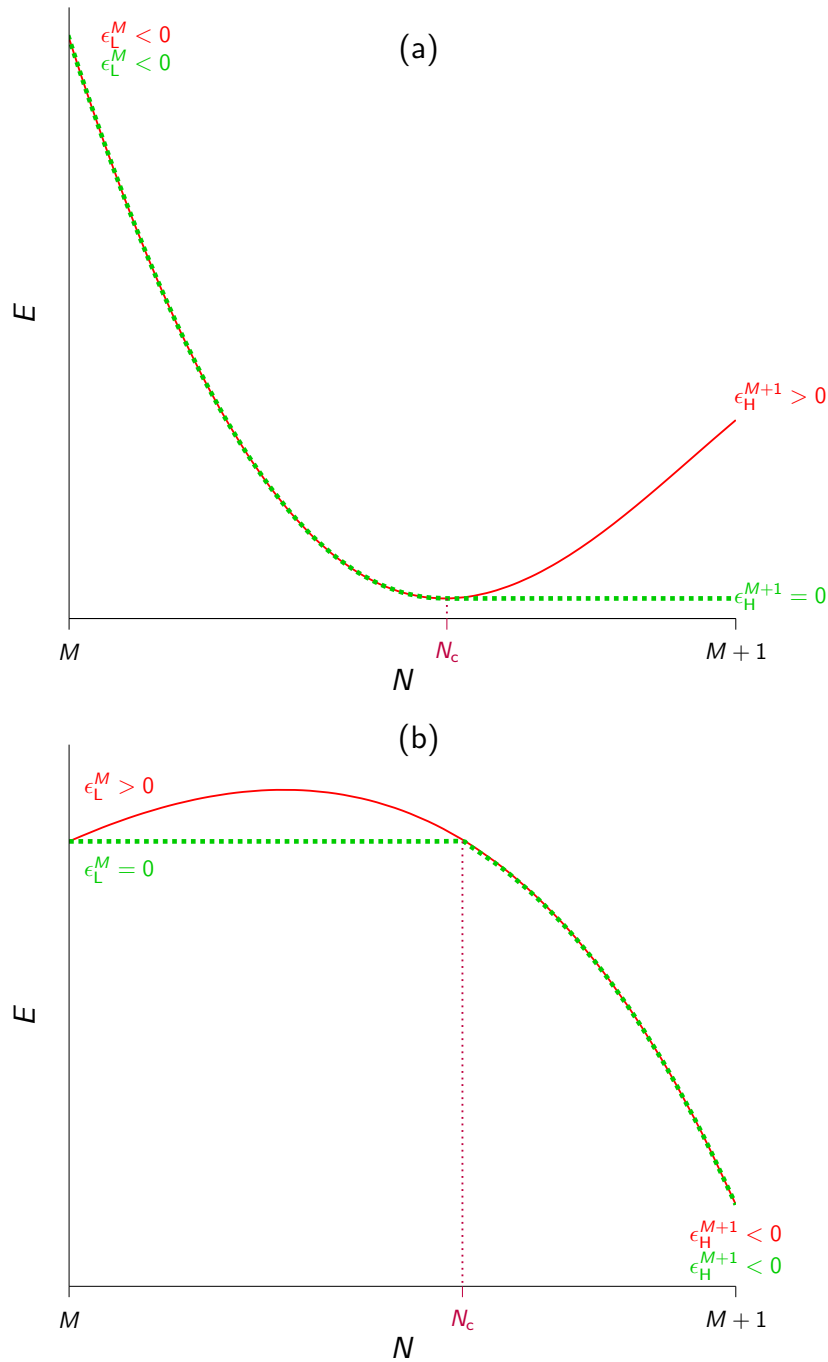 (a)
ϵ_L^M < 0
ϵ_L^M < 0
E
ϵ_H^{M+1} > 0
ϵ_H^{M+1} = 0
M
N_c
M + 1
N
(b)
ϵ_L^M > 0
ϵ_L^M = 0
E
ϵ_H^{M+1} < 0
ϵ_H^{M+1} < 0
M
N_c
M + 1
N